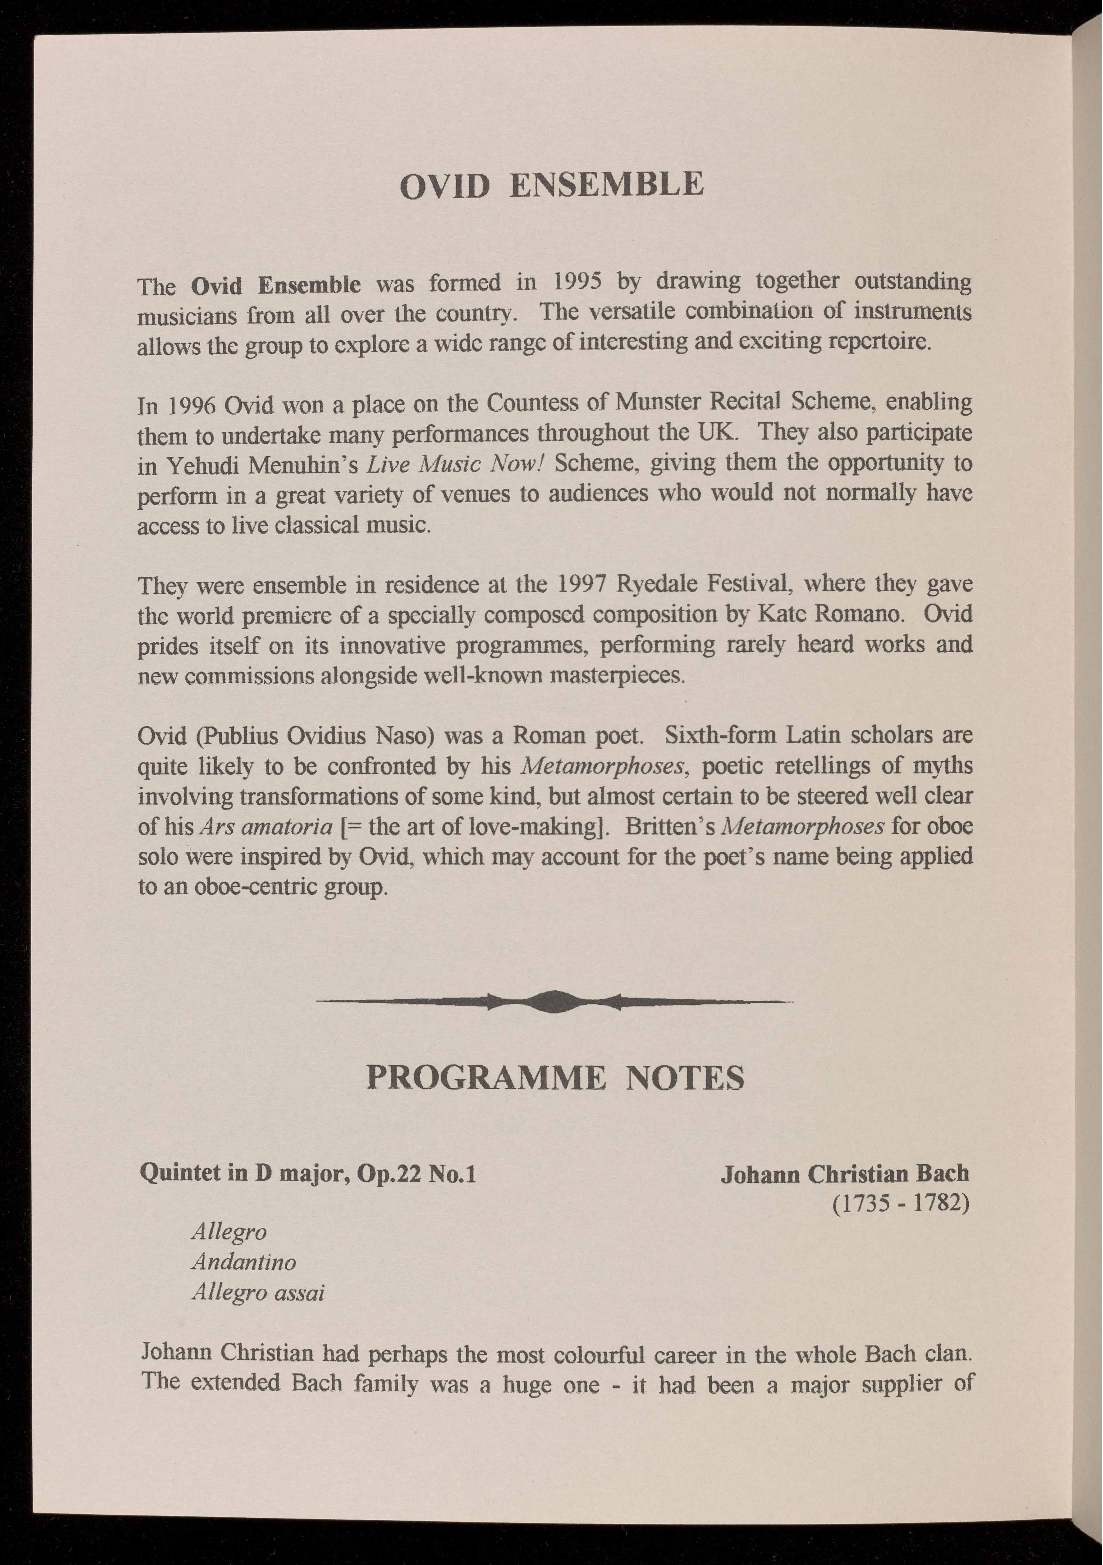 OVID ENSEMBLE
The Ovid Ensemble was formed in 1995 by drawing together outstanding
musicians from all over the country. The versatile combination of instruments
allows the group to explore a wide range of interesting and exciting repertoire.
In 1996 Ovid won a place on the Countess of Munster Recital Scheme, enabling
them to undertake many performances throughout the UK. They also participate
in Yehudi Menuhin's Live Music Now! Scheme, giving them the opportunity to
perform in a great variety of venues to audiences who would not normally have
access to live classical music.
They were ensemble in residence at the 1997 Ryedale Festival, where they gave
the world premiere of a specially composed composition by Kate Romano. Ovid
prides itself on its innovative programmes, performing rarely heard works and
new commissions alongside well-known masterpieces.
Ovid (Publius Ovidius Naso) was a Roman poet. Sixth-form Latin scholars are
quite likely to be confronted by his Metamorphoses, poetic retellings of myths
involving transformations of some kind, but almost certain to be steered well clear
of his Ars amatoria [= the art of love-making]. Britten's Metamorphoses for oboe
solo were inspired by Ovid, which may account for the poet's name being applied
to an oboe-centric group.
PROGRAMME NOTES
Quintet in D major, Op.22 No.1 Johann Christian Bach
(1735 - 1782)
Allegro
Andantino
Allegro assai
Johann Christian had perhaps the most colourful career in the whole Bach clan.
The extended Bach family was a huge one - it had been a major supplier of